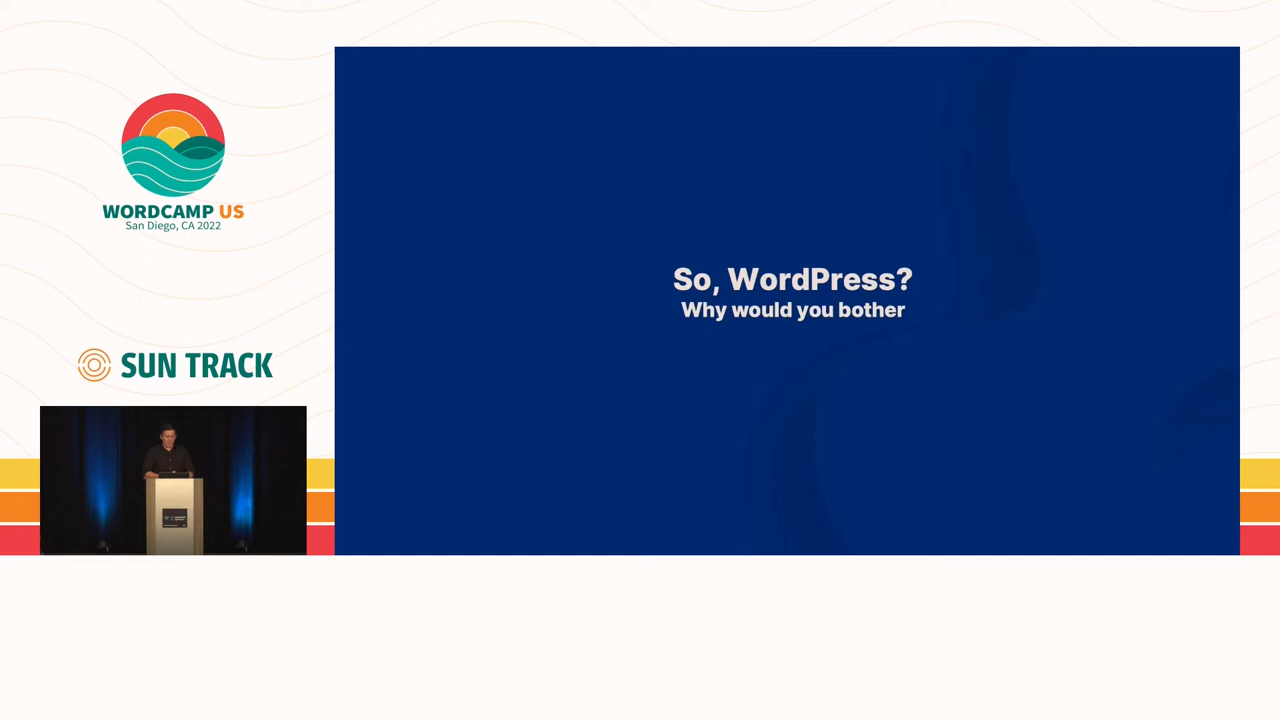 WORDCAMP US
San Diego, CA 2022
SUN TRACK
So, WordPress?
Why would you bother